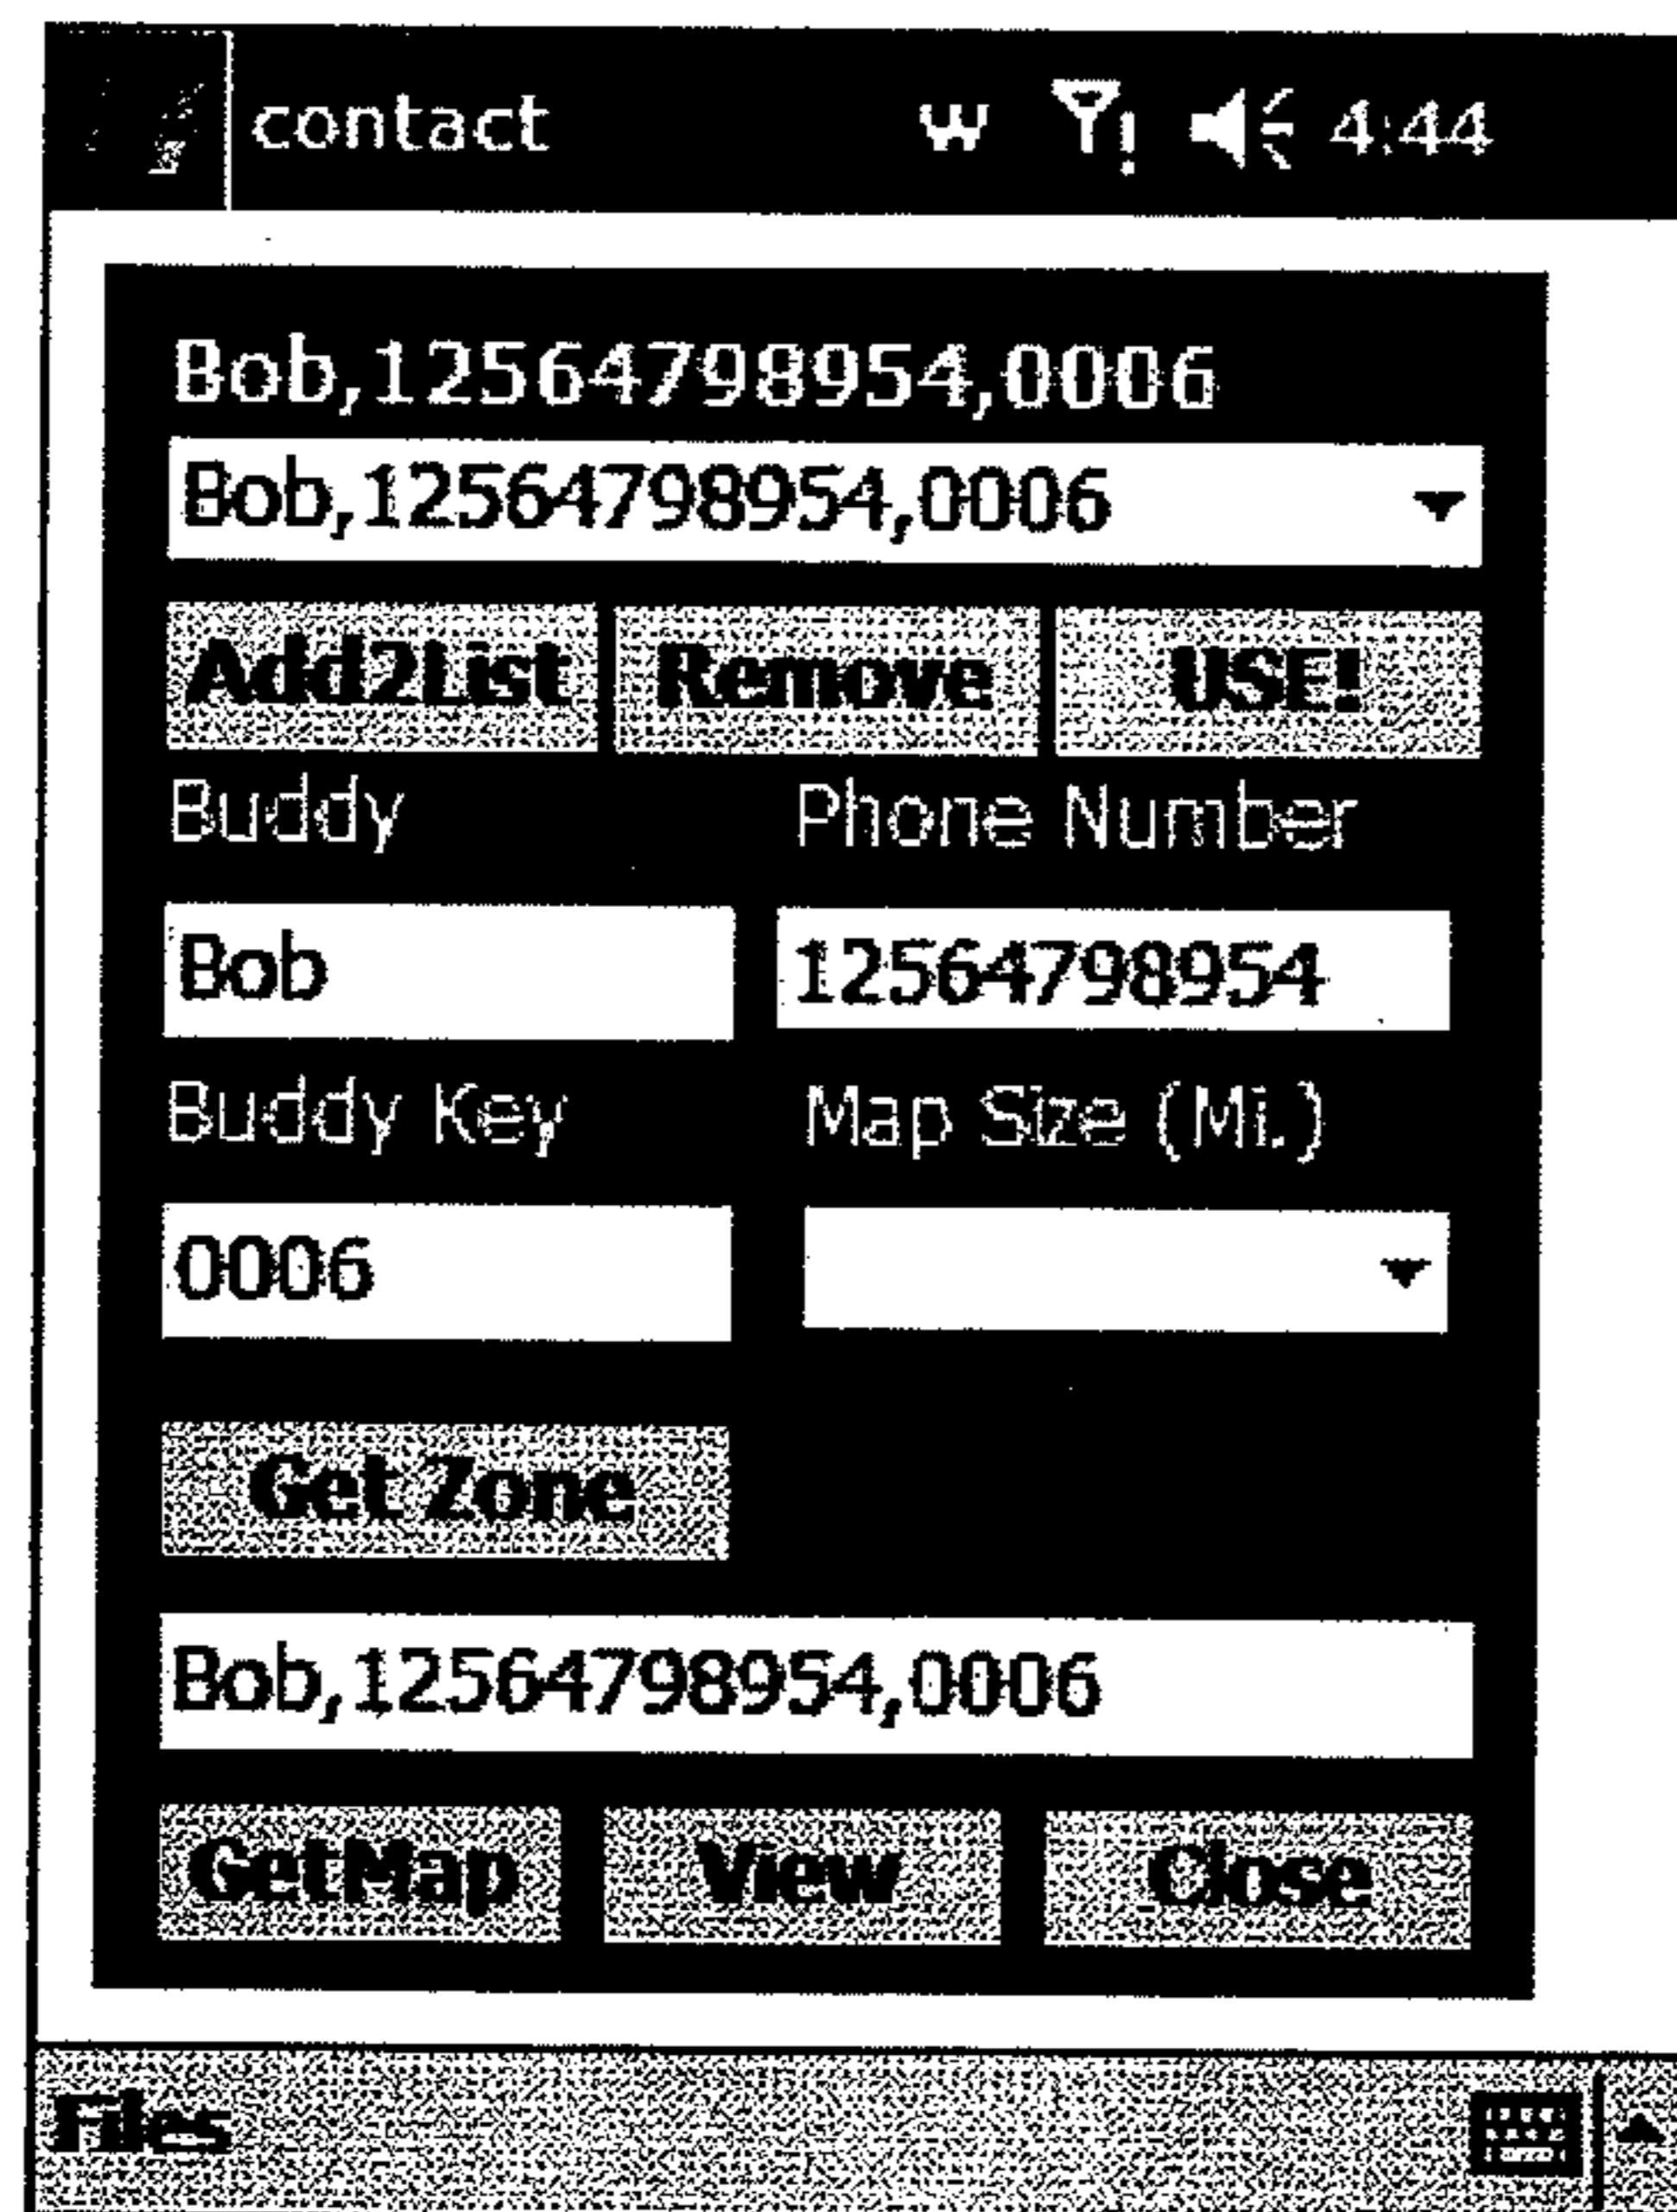 contact 4:44
Bob,12564798954,0006
Bob,12564798954,0006
Add2List Remove USE!
Buddy Phone Number
Bob 12564798954
Buddy Key Map Size (Mi.)
0006
Get Zone
Bob,12564798954,0006
GetMap View Close
Files